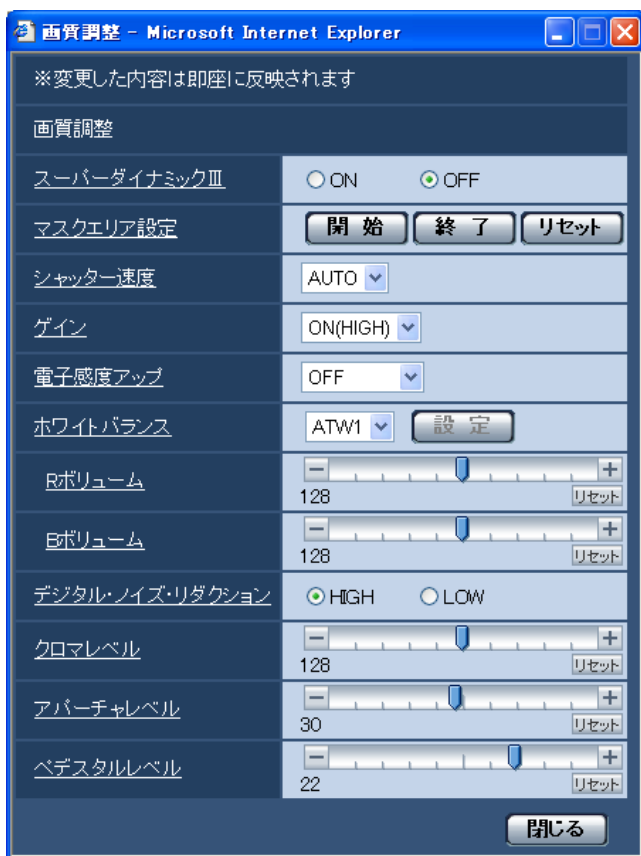 画質調整 - Microsoft Internet Explorer
※変更した内容は即座に反映されます
画質調整
スーパーダイナミックⅢ ON OFF
マスクエリア設定 開 始 終 了 リセット
シャッター速度 AUTO
ゲイン ON(HIGH)
電子感度アップ OFF
ホワイトバランス ATW1 設 定
Rボリューム
128 リセット
Bボリューム
128 リセット
デジタル・ノイズ・リダクション HIGH LOW
クロマレベル
128 リセット
アパーチャレベル
30 リセット
ペデスタルレベル
22 リセット
閉じる